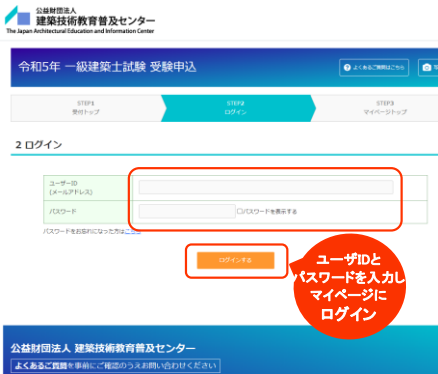 公益財団法人
建築技術教育普及センター
The Japan Architectural Education and Information Center
令和5年 一級建築士試験 受験申込
よくあるご質問はこちら
STEP1
受付トップ
STEP2
ログイン
STEP3
マイページトップ
2 ログイン
ユーザーID
(メールアドレス)
パスワード
□パスワードを表示する
パスワードをお忘れになった方はこちら
ログインする
ユーザIDと
パスワードを入力し
マイページに
ログイン
公益財団法人 建築技術教育普及センター
よくあるご質問を事前にご確認のうえお問い合わせください